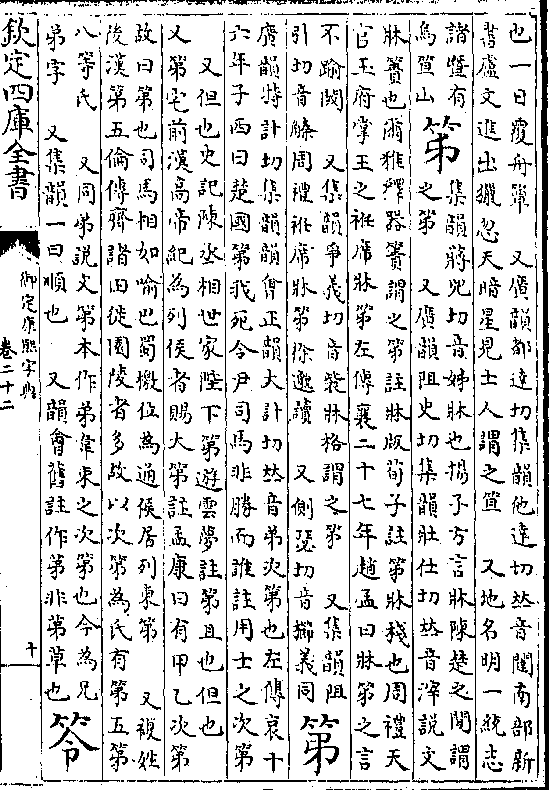 也一曰覆舟簞 又廣韻都達切集韻他達切𠀤音闥南部新
書盧文進出獵忽天暗星見土人謂之笪 又地名明一統志
諸暨有
烏笪山
笫
集韻蔣兕切音姊牀也揚子方言牀陳楚之間謂
之笫 又廣韻阻史切集韻壯仕切𠀤音滓說文
牀簀也爾雅釋器簀謂之笫註牀版荀子註笫牀棧也周禮天
官玉府掌王之衽席牀笫左傳襄二十七年趙孟曰牀笫之言
不踰閾 又集韻爭義切音裝牀格謂之笫 又集韻阻
引切音臻周禮衽席牀笫徐邈讀 又側瑟切音櫛義同
第
廣韻特計切集韻韻會正韻大計切𠀤音弟次第也左傳哀十
六年子西曰楚國第我死令尹司馬非勝而誰註用士之次第
又但也史記陳丞相世家陛下第遊雲夢註第且也但也
又第宅前漢高帝紀為列侯者賜大第註孟康曰有甲乙次第
故曰第也司馬相如喻巴蜀檄位為通侯居列東第 又複姓
後漢第五倫傳齊諸田徙園陵者多故以次第為氏有第五第
八等氏 又同弟說文第本作弟韋束之次第也今為兄
弟字 又集韻一曰順也 又韻會舊註作苐非苐草也
笭
欽定四庫全書
御定康熙字典
卷二十二
十